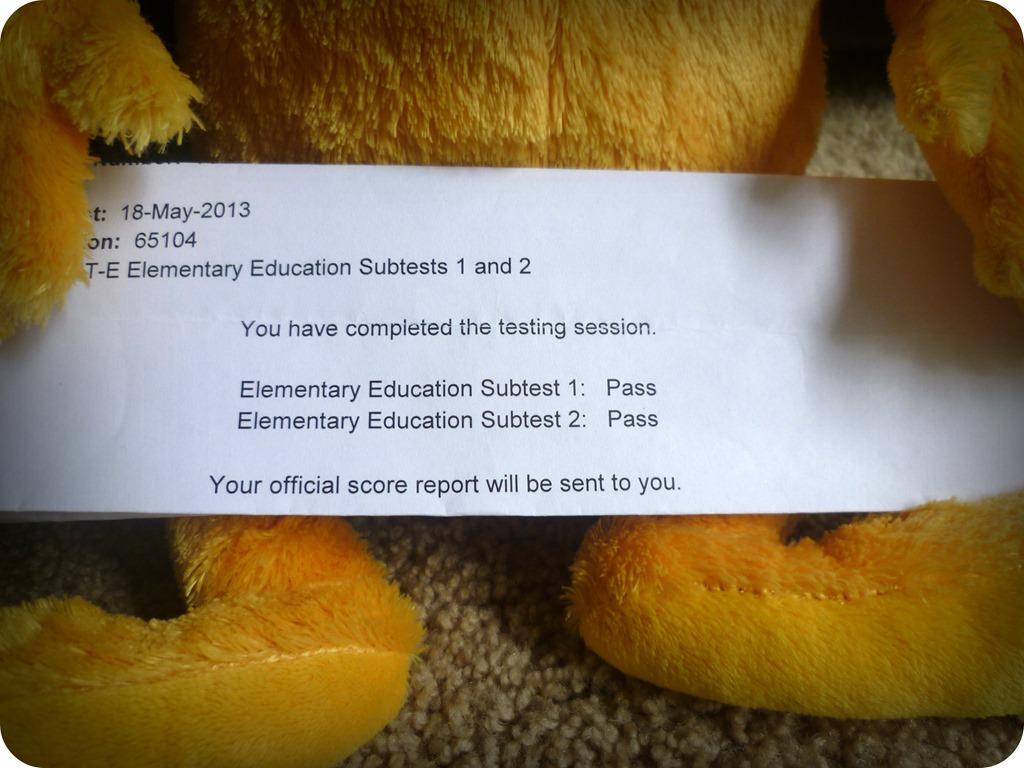 t: 18-May-2013
on: 65104
T-E Elementary Education Subtests 1 and 2
You have completed the testing session.
Elementary Education Subtest 1: Pass
Elementary Education Subtest 2: Pass
Your official score report will be sent to you.